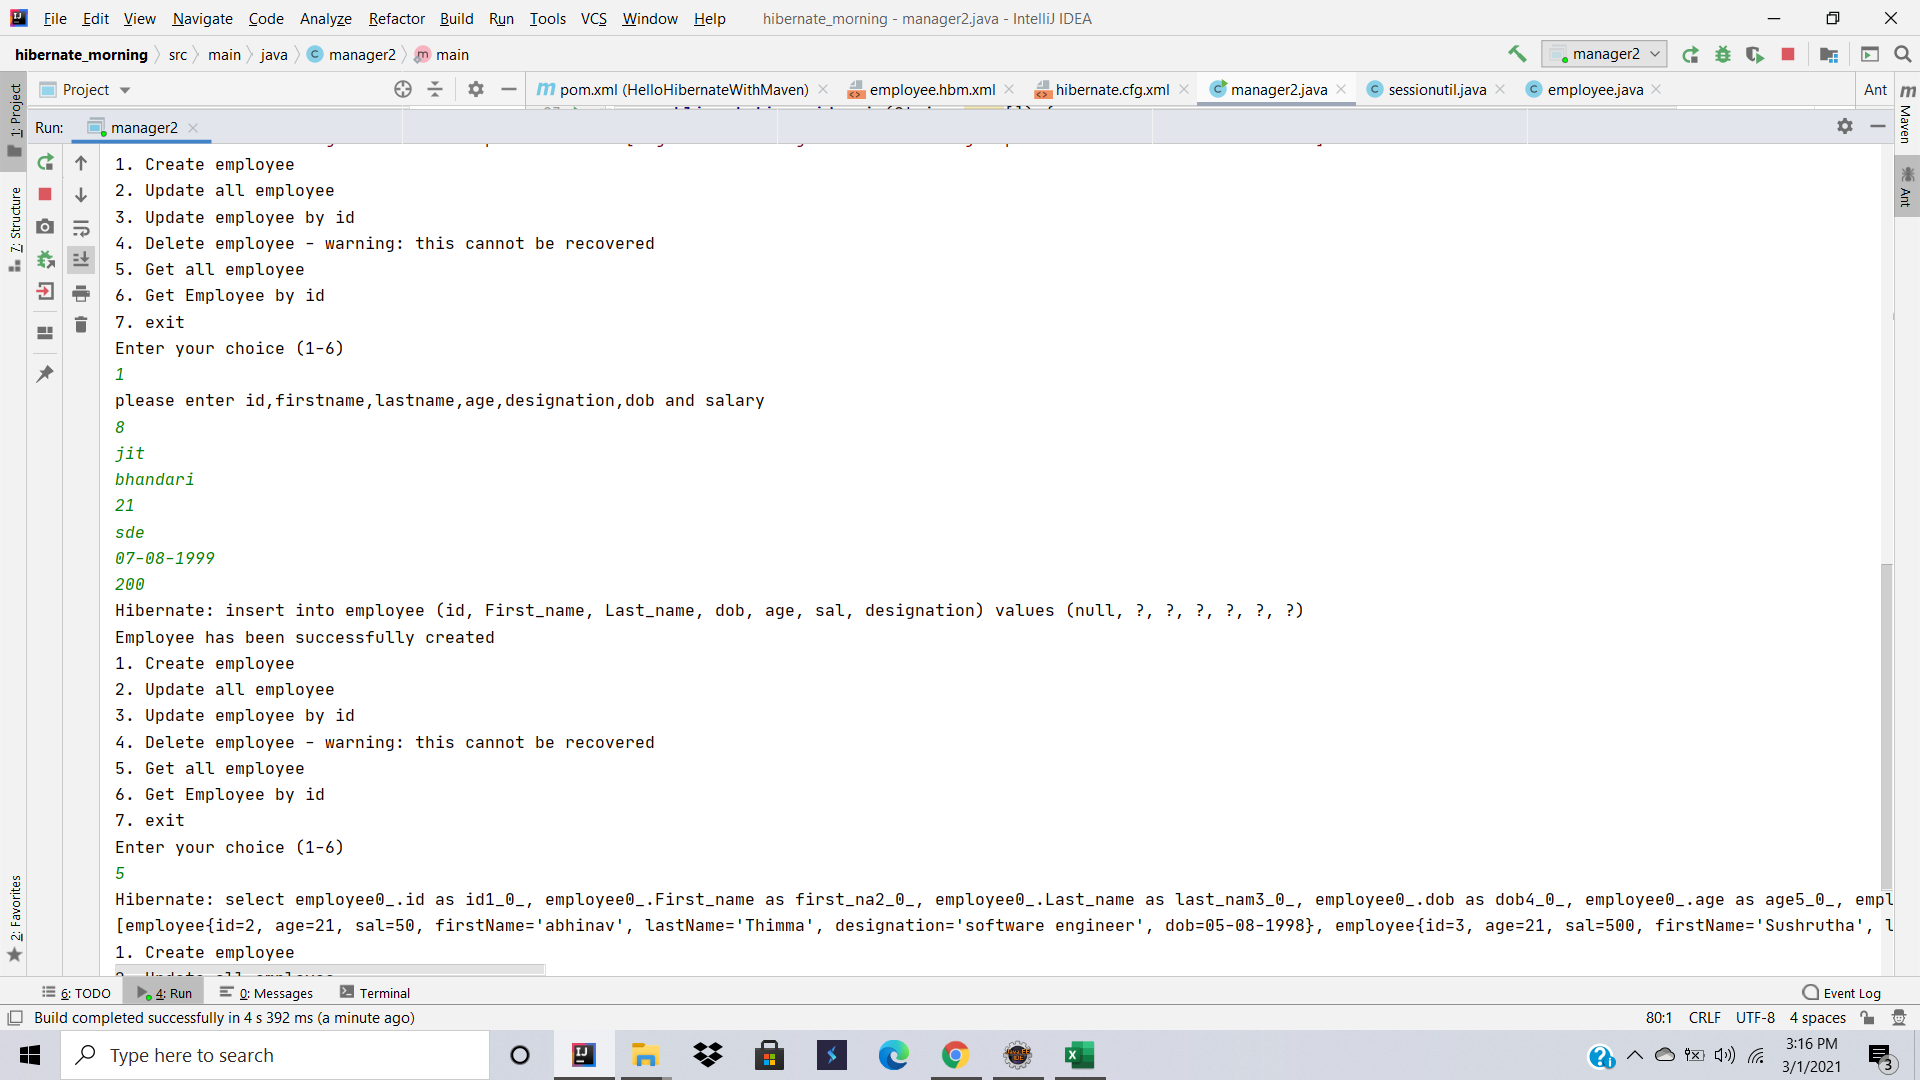 File Edit View Navigate Code Analyze Refactor Build Run Tools VCS Window Help hibernate_morning - manager2.java - IntelliJ IDEA
hibernate_morning src main java manager2 main manager2
Project pom.xml (HelloHibernateWithMaven) employee.hbm.xml hibernate.cfg.xml manager2.java sessionutil.java employee.java Ant
Run: manager2
1: Project
7: Structure
2: Favorites
Maven
Ant
1. Create employee
2. Update all employee
3. Update employee by id
4. Delete employee - warning: this cannot be recovered
5. Get all employee
6. Get Employee by id
7. exit
Enter your choice (1-6)
1
please enter id,firstname,lastname,age,designation,dob and salary
8
jit
bhandari
21
sde
07-08-1999
200
Hibernate: insert into employee (id, First_name, Last_name, dob, age, sal, designation) values (null, ?, ?, ?, ?, ?, ?)
Employee has been successfully created
1. Create employee
2. Update all employee
3. Update employee by id
4. Delete employee - warning: this cannot be recovered
5. Get all employee
6. Get Employee by id
7. exit
Enter your choice (1-6)
5
Hibernate: select employee0_.id as id1_0_, employee0_.First_name as first_na2_0_, employee0_.Last_name as last_nam3_0_, employee0_.dob as dob4_0_, employee0_.age as age5_0_, empl
[employee{id=2, age=21, sal=50, firstName='abhinav', lastName='Thimma', designation='software engineer', dob=05-08-1998}, employee{id=3, age=21, sal=500, firstName='Sushrutha', l
1. Create employee
6: TODO 4: Run 0: Messages Terminal Event Log
Build completed successfully in 4 s 392 ms (a minute ago) 80:1 CRLF UTF-8 4 spaces
Type here to search
3:16 PM
3/1/2021
3